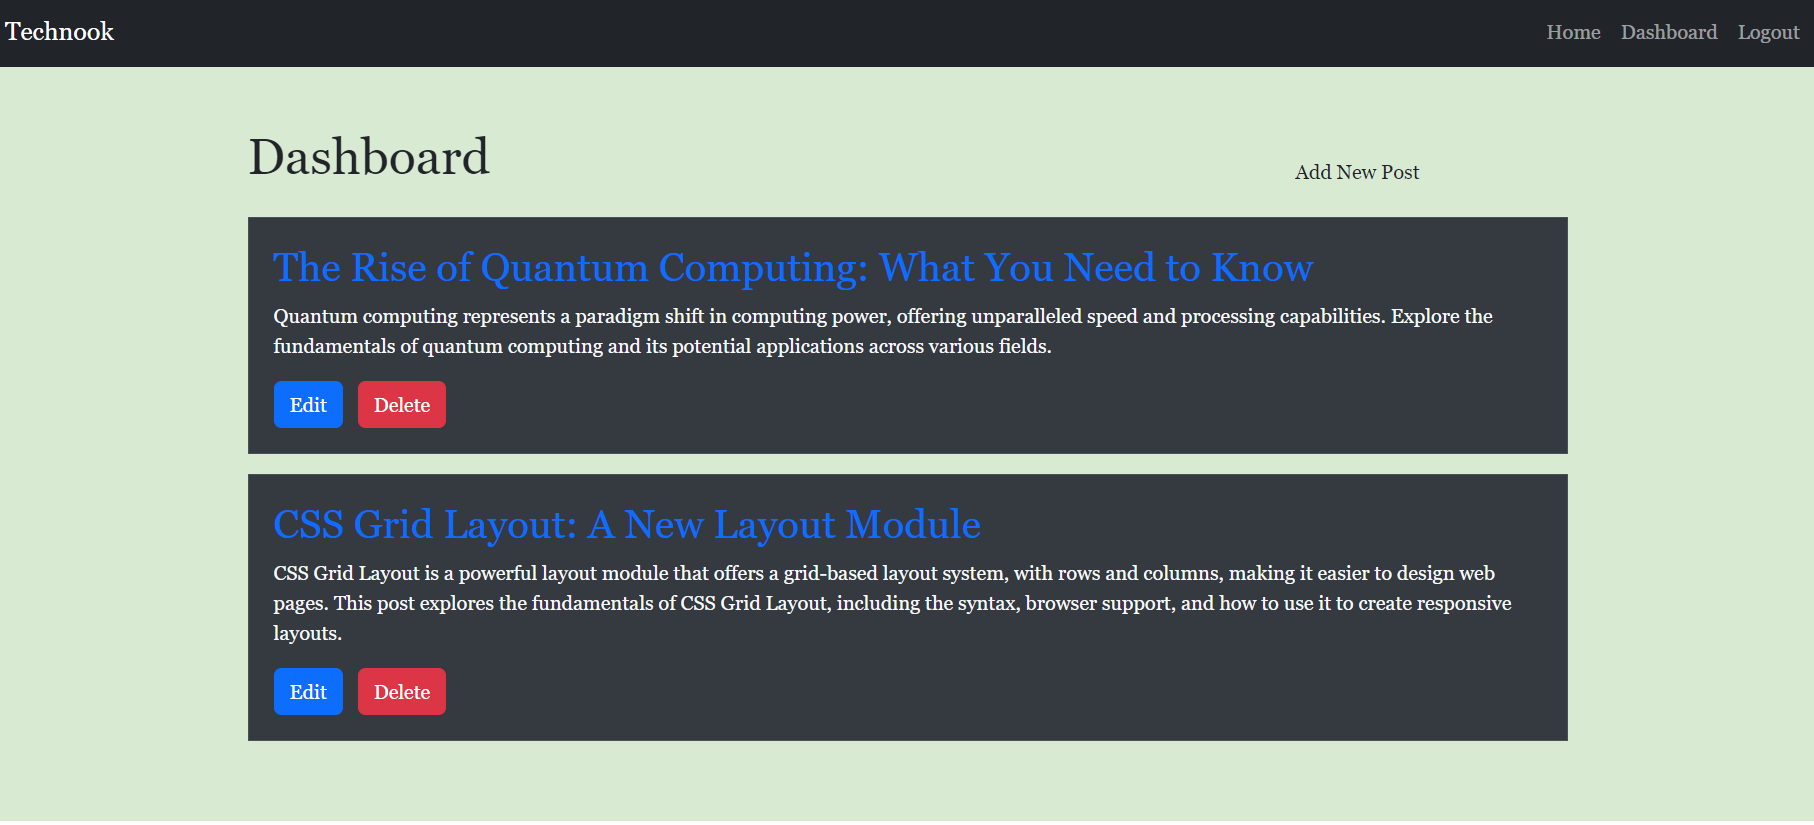 Technook
Home Dashboard Logout
Dashboard
Add New Post
The Rise of Quantum Computing: What You Need to Know
Quantum computing represents a paradigm shift in computing power, offering unparalleled speed and processing capabilities. Explore the
fundamentals of quantum computing and its potential applications across various fields.
Edit Delete
CSS Grid Layout: A New Layout Module
CSS Grid Layout is a powerful layout module that offers a grid-based layout system, with rows and columns, making it easier to design web
pages. This post explores the fundamentals of CSS Grid Layout, including the syntax, browser support, and how to use it to create responsive
layouts.
Edit Delete